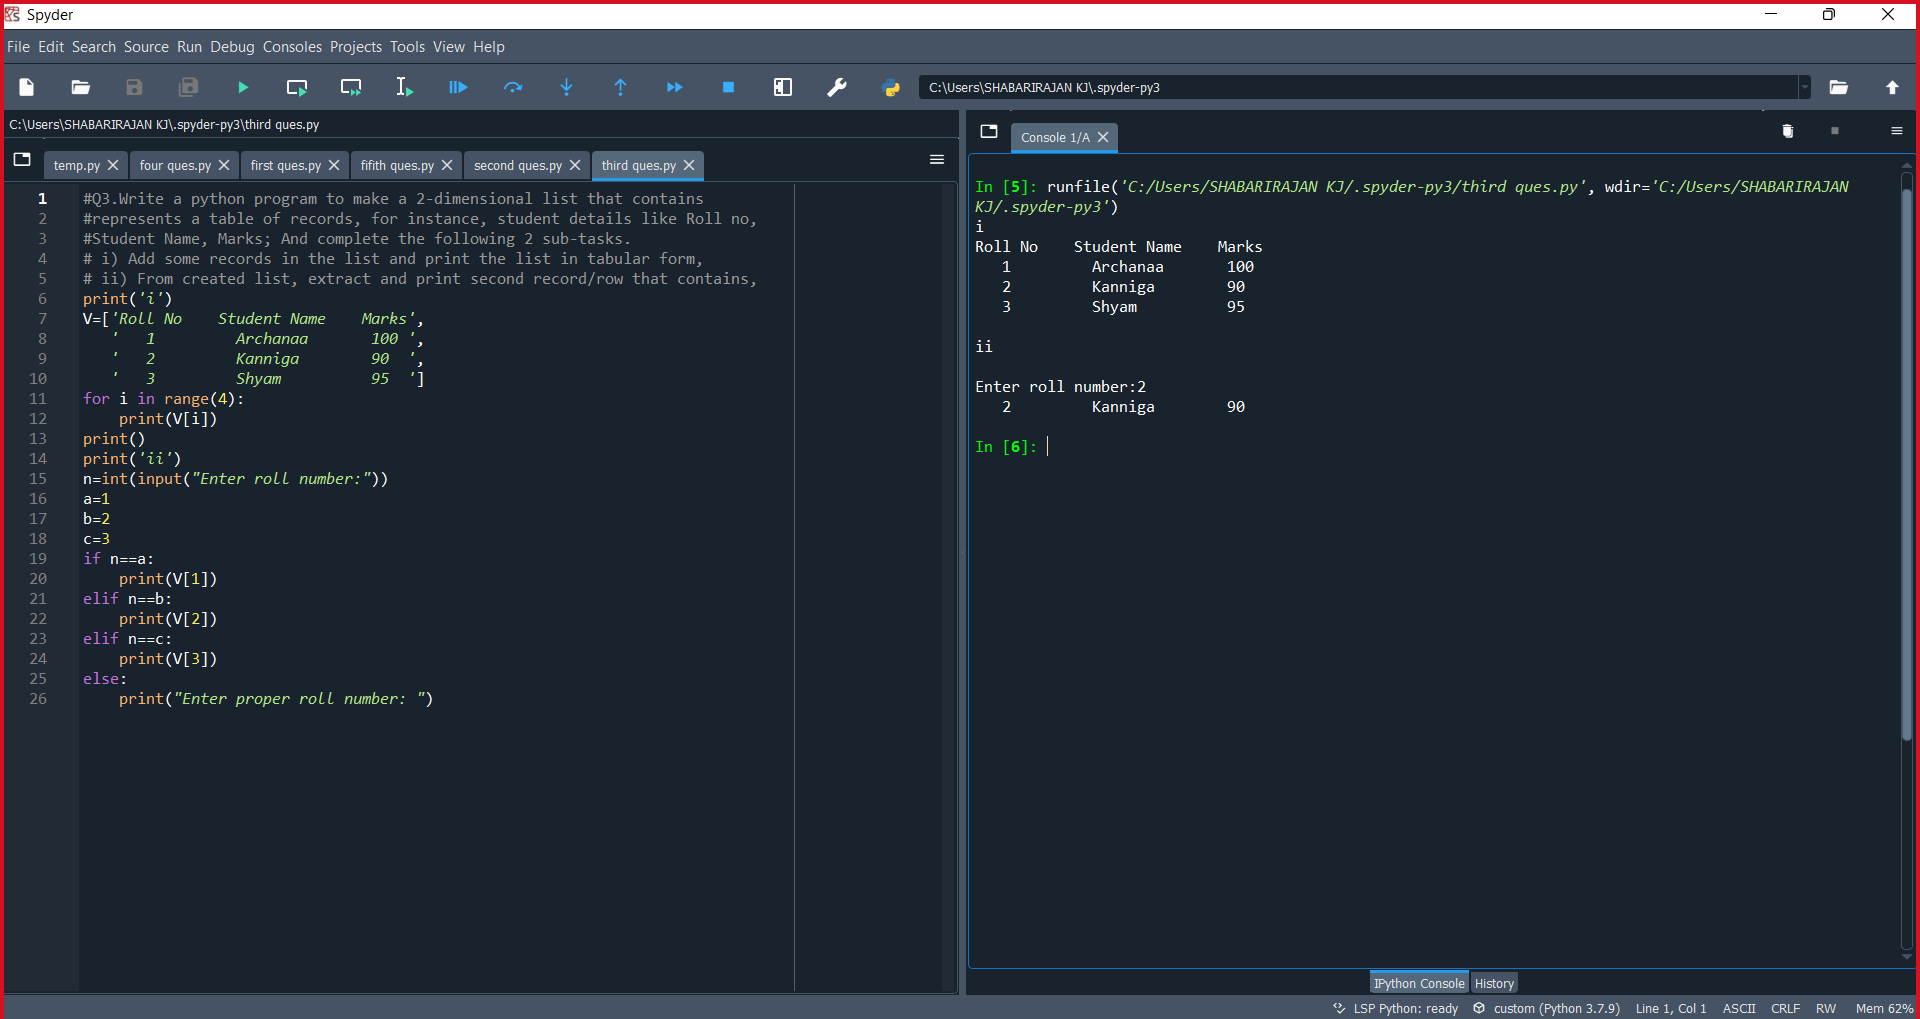 Spyder
File Edit Search Source Run Debug Consoles Projects Tools View Help
C:\Users\SHABARIRAJAN KJ\.spyder-py3
C:\Users\SHABARIRAJAN KJ\.spyder-py3\third ques.py
temp.py four ques.py first ques.py fifith ques.py second ques.py third ques.py
1 #Q3.Write a python program to make a 2-dimensional list that contains
2 #represents a table of records, for instance, student details like Roll no,
3 #Student Name, Marks; And complete the following 2 sub-tasks.
4 # i) Add some records in the list and print the list in tabular form,
5 # ii) From created list, extract and print second record/row that contains,
6 print('i')
7 V=['Roll No    Student Name    Marks',
8 '   1         Archanaa       100 ',
9 '   2         Kanniga        90  ',
10 '   3         Shyam          95  ']
11 for i in range(4):
12     print(V[i])
13 print()
14 print('ii')
15 n=int(input("Enter roll number:"))
16 a=1
17 b=2
18 c=3
19 if n==a:
20     print(V[1])
21 elif n==b:
22     print(V[2])
23 elif n==c:
24     print(V[3])
25 else:
26     print("Enter proper roll number: ")
Console 1/A
In [5]: runfile('C:/Users/SHABARIRAJAN KJ/.spyder-py3/third ques.py', wdir='C:/Users/SHABARIRAJAN
KJ/.spyder-py3')
i
Roll No    Student Name    Marks
   1         Archanaa       100
   2         Kanniga        90
   3         Shyam          95
ii
Enter roll number:2
   2         Kanniga        90
In [6]:
IPython Console History
LSP Python: ready custom (Python 3.7.9) Line 1, Col 1 ASCII CRLF RW Mem 62%